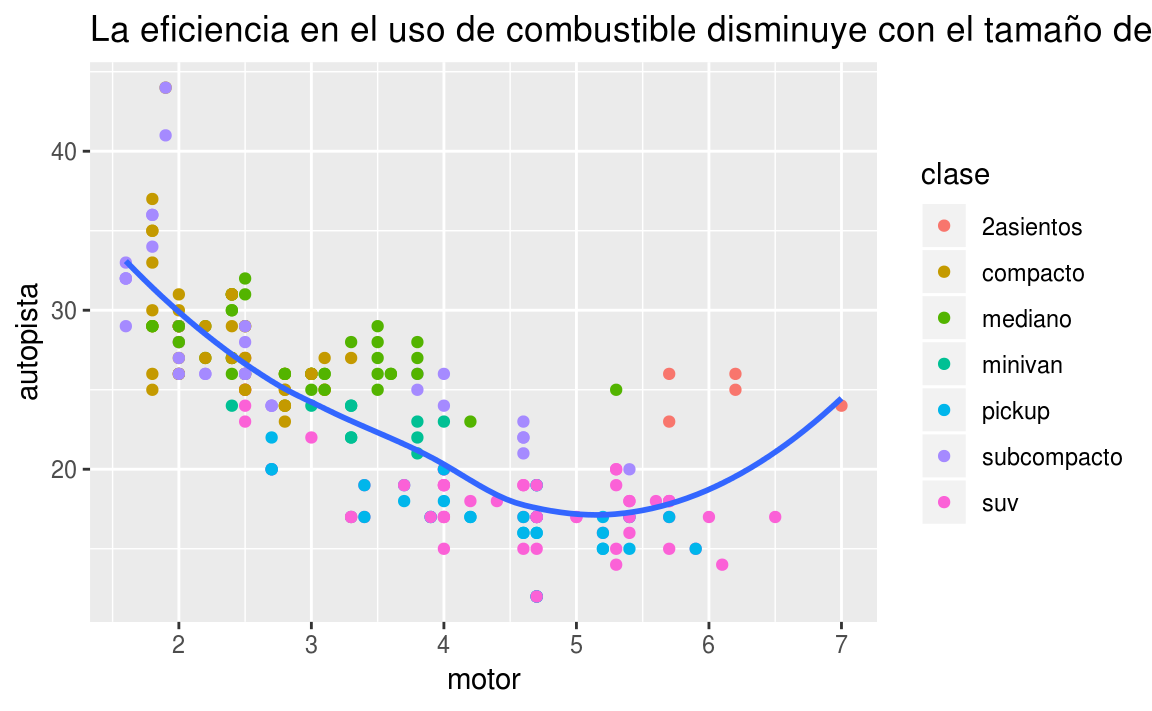 La eficiencia en el uso de combustible disminuye con el tamaño de
autopista
40
30
20
2 3 4 5 6 7
motor
clase
2asientos
compacto
mediano
minivan
pickup
subcompacto
suv